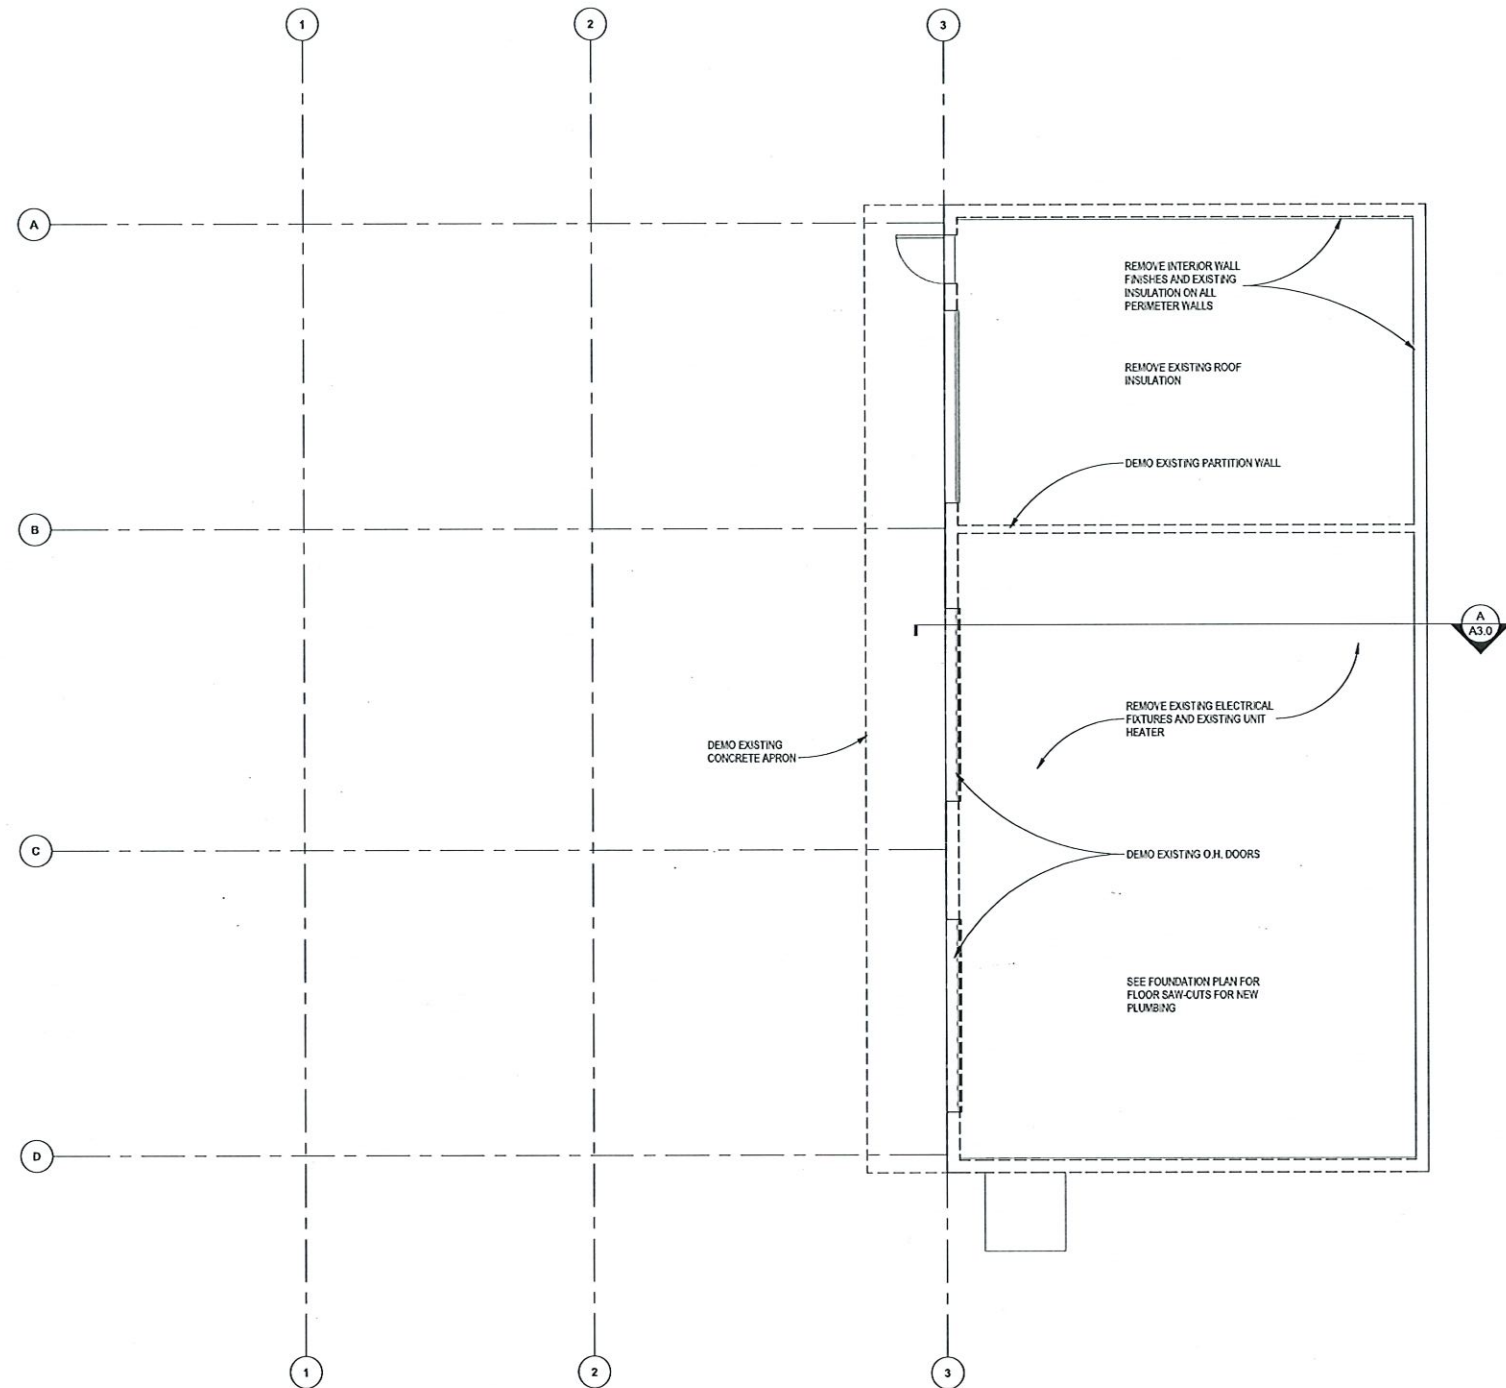 1
2
3
A
REMOVE INTERIOR WALL
FINISHES AND EXISTING
INSULATION ON ALL
PERIMETER WALLS
REMOVE EXISTING ROOF
INSULATION
DEMO EXISTING PARTITION WALL
B
A
A3.0
REMOVE EXISTING ELECTRICAL
FIXTURES AND EXISTING UNIT
HEATER
DEMO EXISTING
CONCRETE APRON
C
DEMO EXISTING O.H. DOORS
SEE FOUNDATION PLAN FOR
FLOOR SAW-CUTS FOR NEW
PLUMBING
D
1
2
3